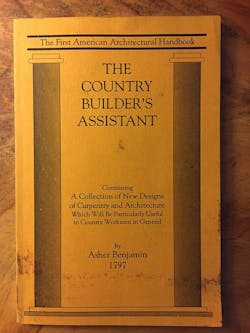 The First American Architectural Handbook
THE
COUNTRY
BUILDER'S
ASSISTANT
Containing
A Collection of New Designs
of Carpentry and Architecture
Which Will Be Particularly Useful
to Country Workmen in General
by
Asher Benjamin
1797